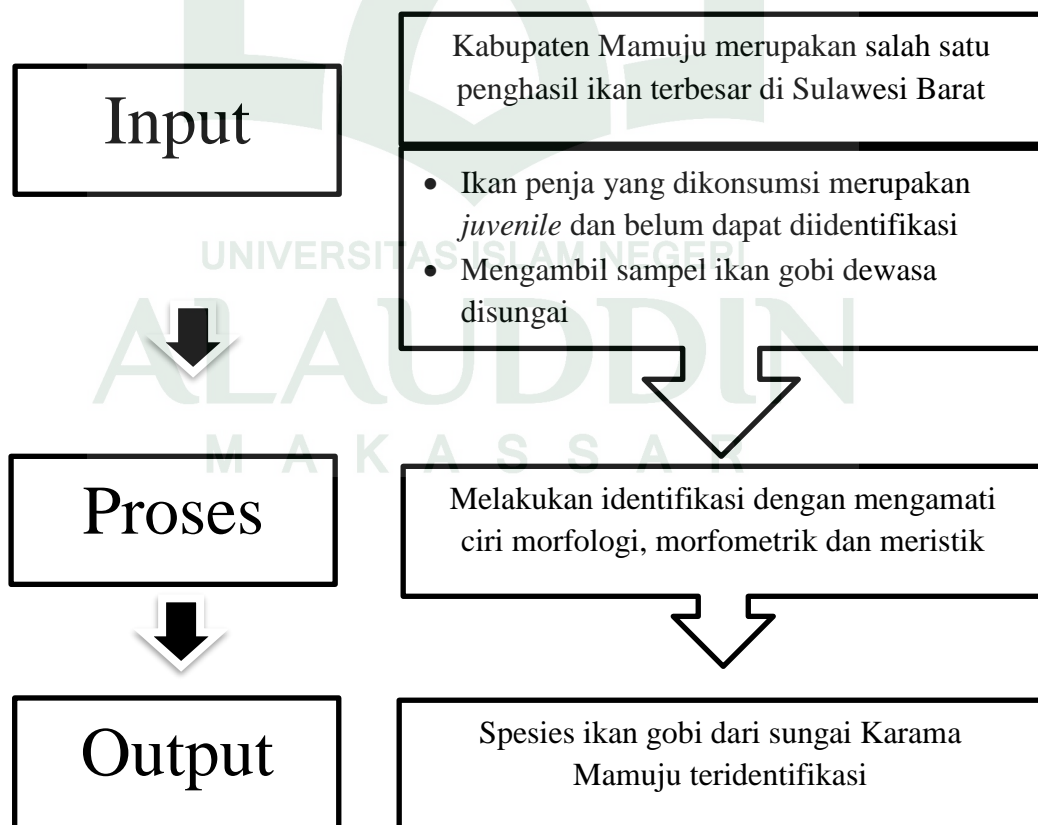 Input
Kabupaten Mamuju merupakan salah satu
penghasil ikan terbesar di Sulawesi Barat
• Ikan penja yang dikonsumsi merupakan
juvenile dan belum dapat diidentifikasi
• Mengambil sampel ikan gobi dewasa
disungai
UNIVERSITAS ISLAM NEGERI
ALAUDDIN
MAKASSAR
Proses
Melakukan identifikasi dengan mengamati
ciri morfologi, morfometrik dan meristik
Output
Spesies ikan gobi dari sungai Karama
Mamuju teridentifikasi